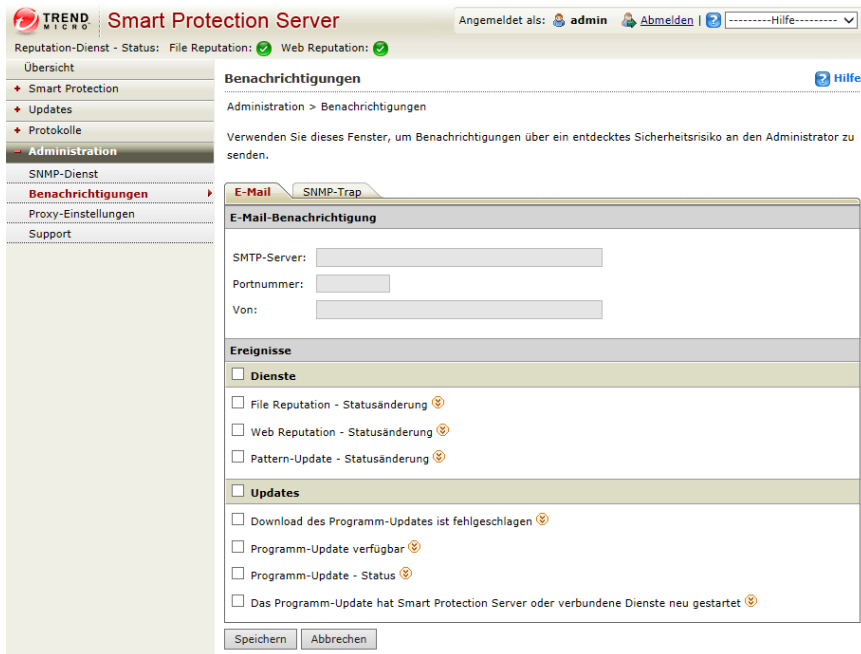 TREND MICRO Smart Protection Server
Angemeldet als: admin Abmelden | ---------Hilfe---------
Reputation-Dienst - Status: File Reputation: Web Reputation:
Übersicht
+ Smart Protection
+ Updates
+ Protokolle
- Administration
SNMP-Dienst
Benachrichtigungen
Proxy-Einstellungen
Support
Benachrichtigungen
? Hilfe
Administration > Benachrichtigungen
Verwenden Sie dieses Fenster, um Benachrichtigungen über ein entdecktes Sicherheitsrisiko an den Administrator zu
senden.
E-Mail SNMP-Trap
E-Mail-Benachrichtigung
SMTP-Server:
Portnummer:
Von:
Ereignisse
Dienste
File Reputation - Statusänderung
Web Reputation - Statusänderung
Pattern-Update - Statusänderung
Updates
Download des Programm-Updates ist fehlgeschlagen
Programm-Update verfügbar
Programm-Update - Status
Das Programm-Update hat Smart Protection Server oder verbundene Dienste neu gestartet
Speichern Abbrechen